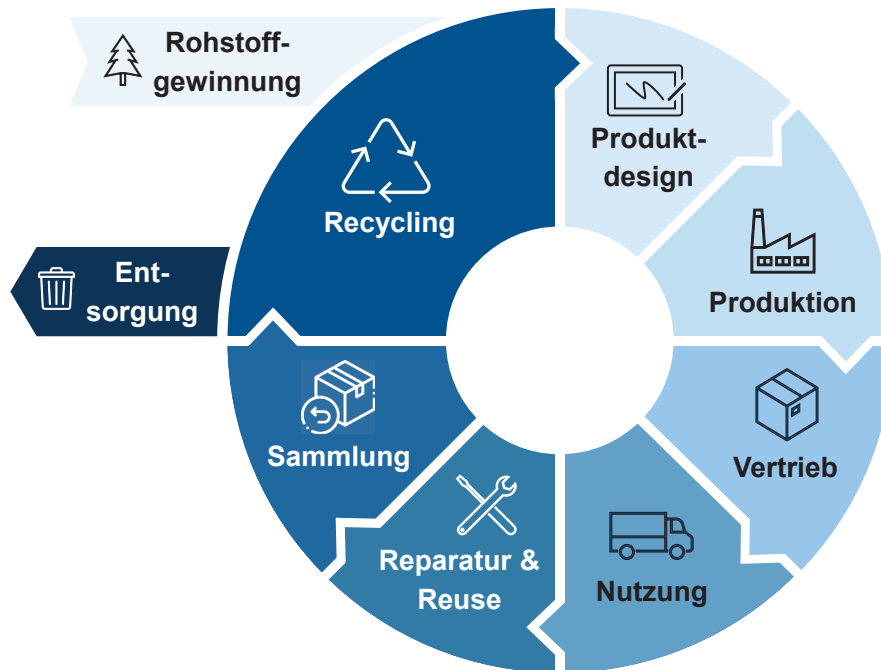 Rohstoff-
gewinnung
Produkt-
design
Recycling
Ent-
sorgung
Produktion
Sammlung
Vertrieb
Reparatur &
Reuse
Nutzung